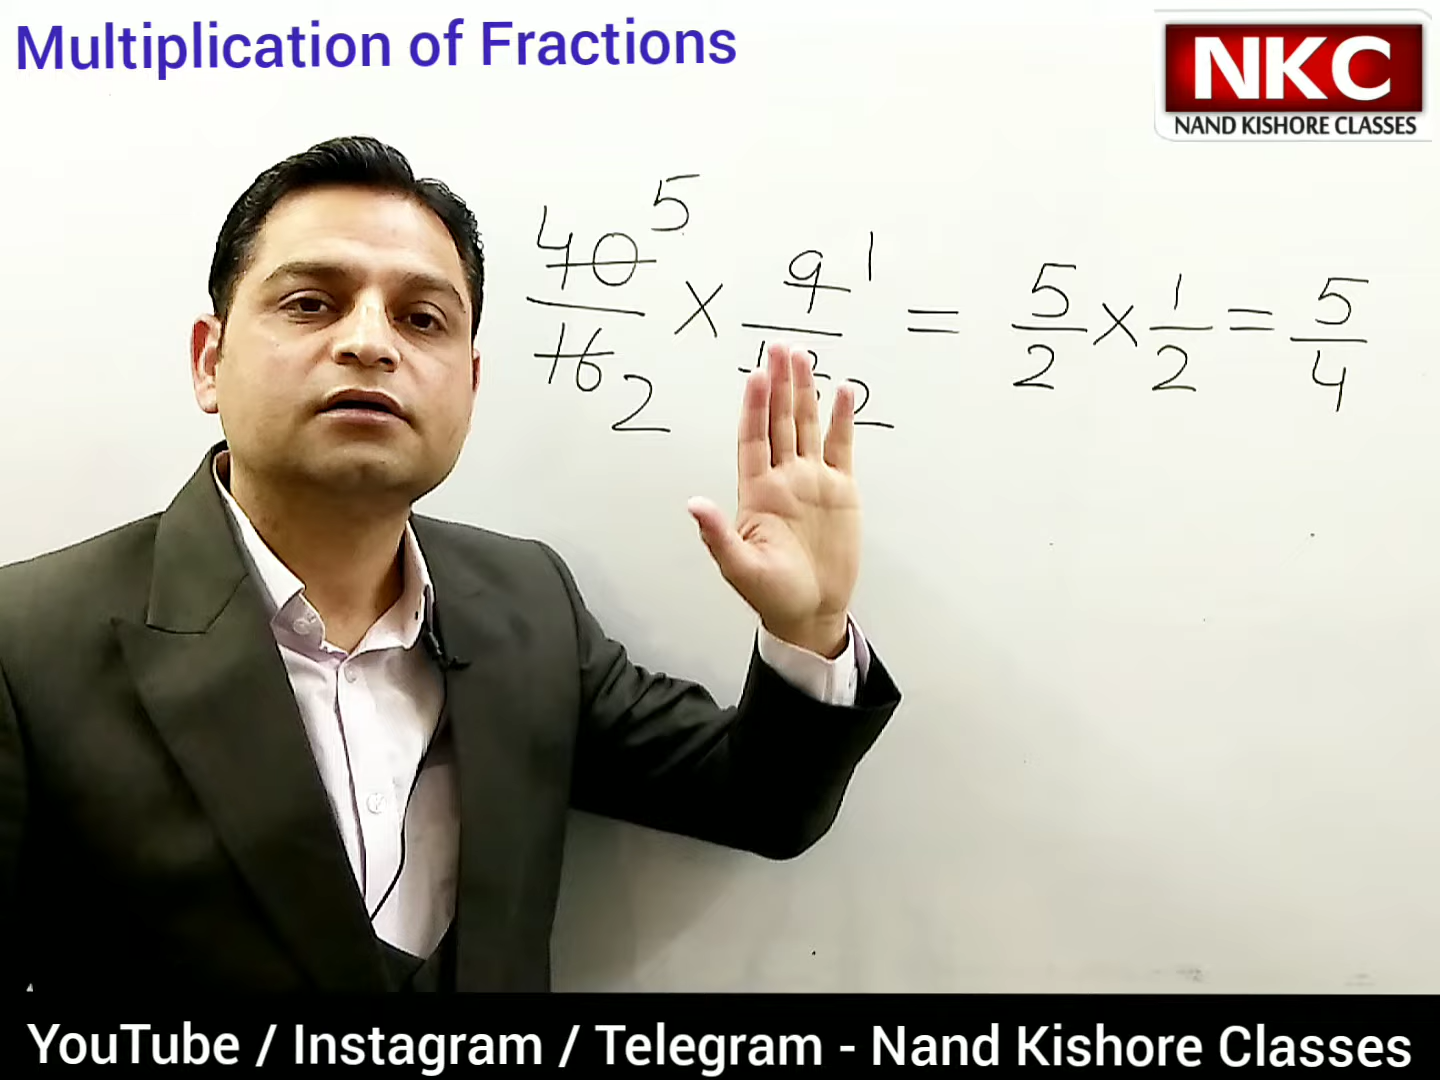 Multiplication of Fractions
NKC
NAND KISHORE CLASSES
40 5 / 16 2 × 9 1 / 2 = 5/2 × 1/2 = 5/4
YouTube / Instagram / Telegram - Nand Kishore Classes